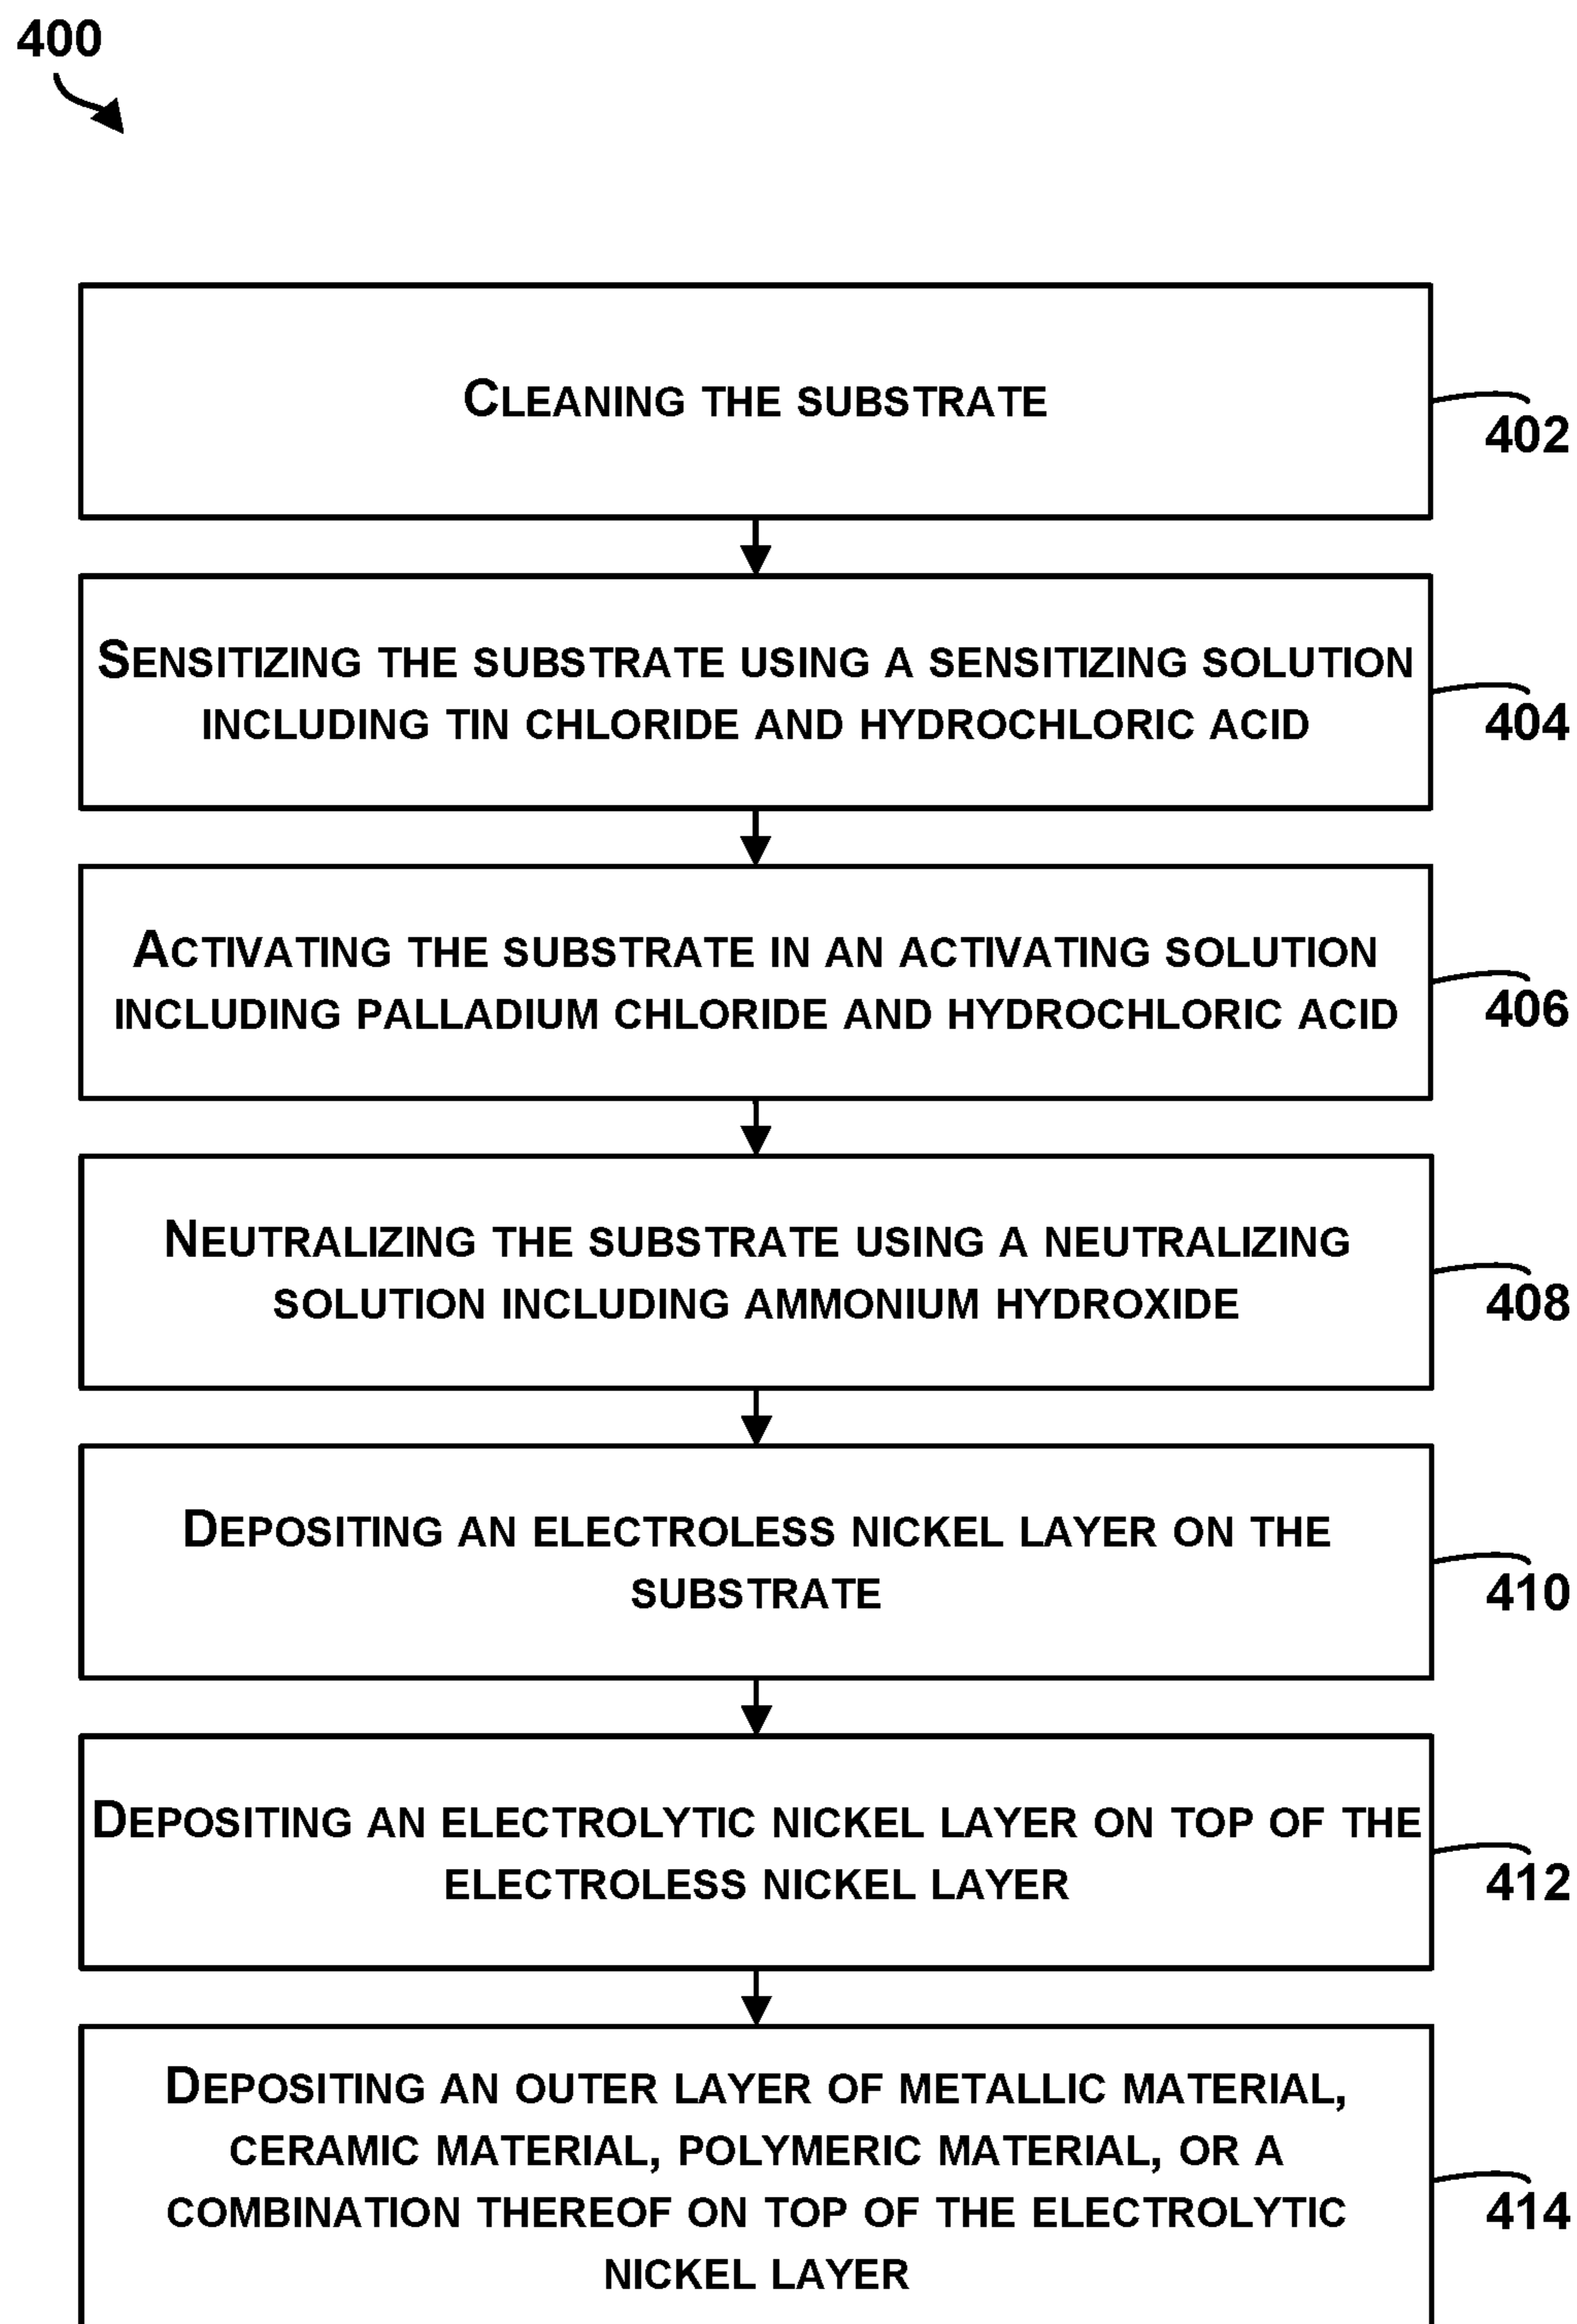 400
CLEANING THE SUBSTRATE
402
SENSITIZING THE SUBSTRATE USING A SENSITIZING SOLUTION
INCLUDING TIN CHLORIDE AND HYDROCHLORIC ACID
404
ACTIVATING THE SUBSTRATE IN AN ACTIVATING SOLUTION
INCLUDING PALLADIUM CHLORIDE AND HYDROCHLORIC ACID
406
NEUTRALIZING THE SUBSTRATE USING A NEUTRALIZING
SOLUTION INCLUDING AMMONIUM HYDROXIDE
408
DEPOSITING AN ELECTROLESS NICKEL LAYER ON THE
SUBSTRATE
410
DEPOSITING AN ELECTROLYTIC NICKEL LAYER ON TOP OF THE
ELECTROLESS NICKEL LAYER
412
DEPOSITING AN OUTER LAYER OF METALLIC MATERIAL,
CERAMIC MATERIAL, POLYMERIC MATERIAL, OR A
COMBINATION THEREOF ON TOP OF THE ELECTROLYTIC
NICKEL LAYER
414